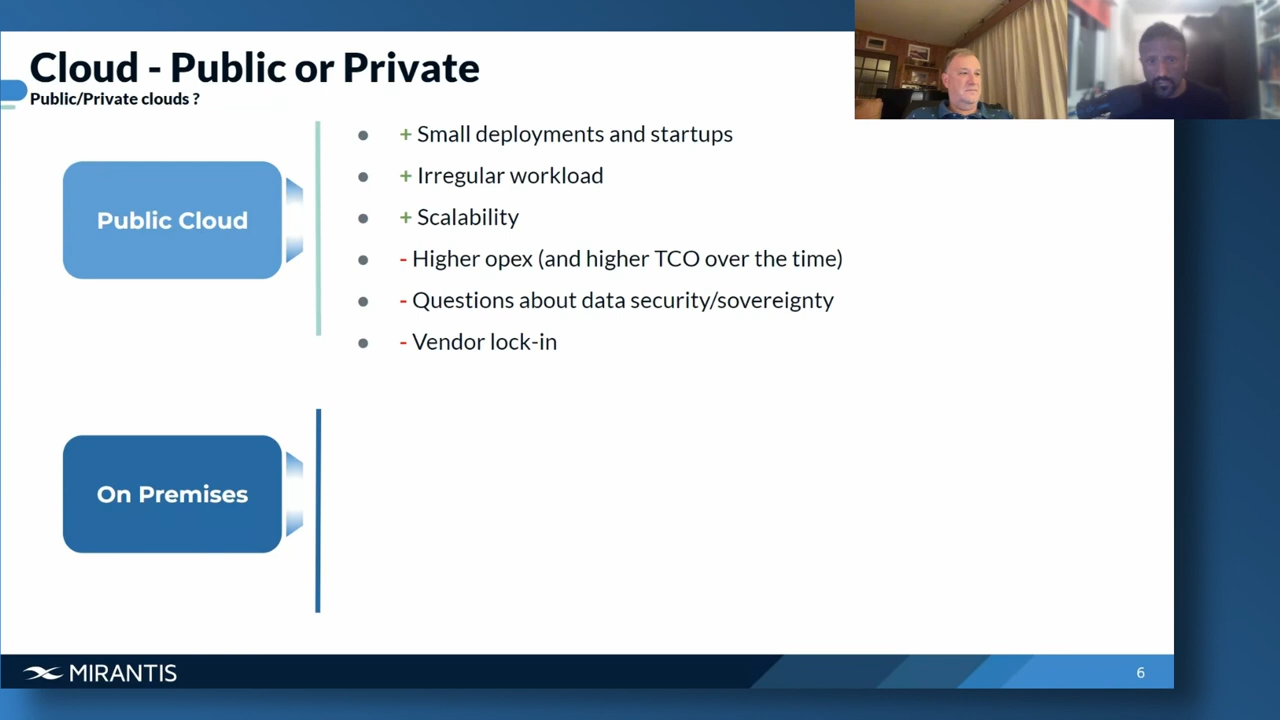 Cloud - Public or Private
Public/Private clouds ?
Public Cloud
+ Small deployments and startups
+ Irregular workload
+ Scalability
- Higher opex (and higher TCO over the time)
- Questions about data security/sovereignty
- Vendor lock-in
On Premises
MIRANTIS
6